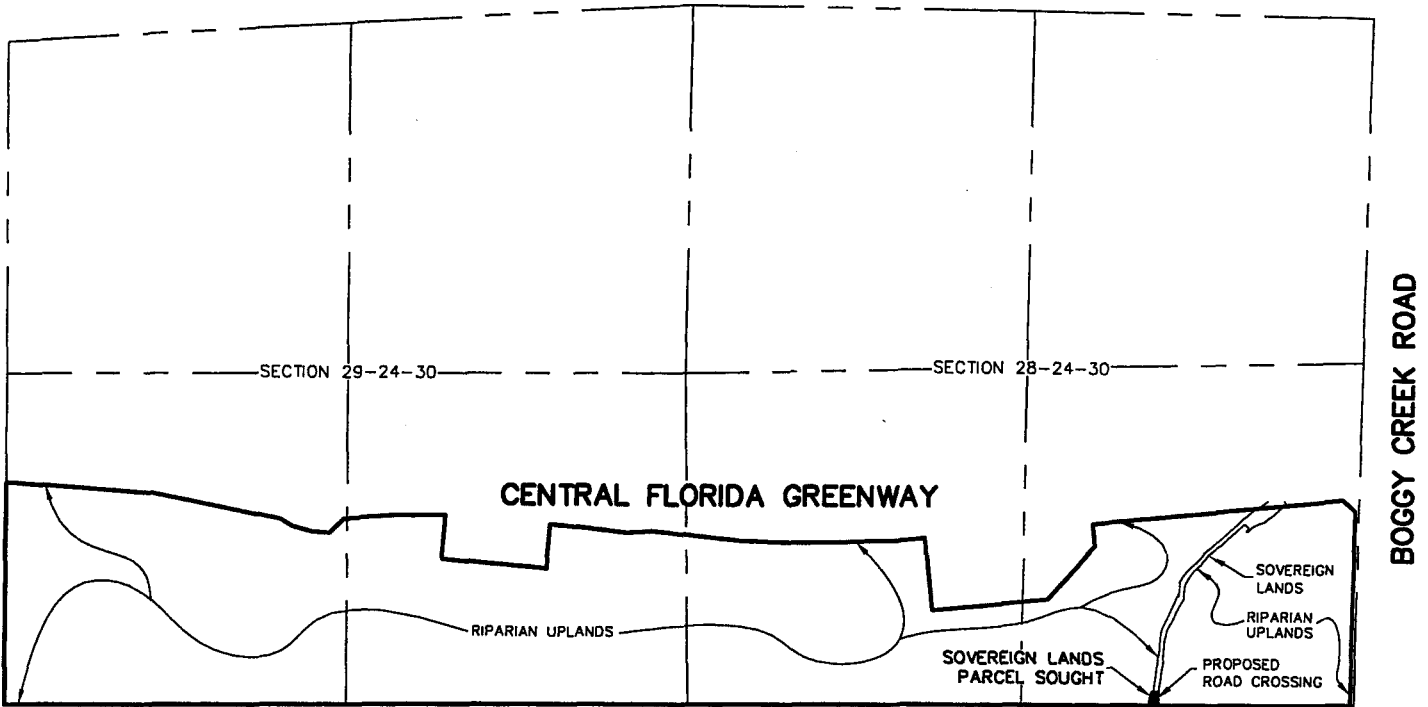 SECTION 29-24-30
SECTION 28-24-30
BOGGY CREEK ROAD
CENTRAL FLORIDA GREENWAY
SOVEREIGN
LANDS
RIPARIAN
UPLANDS
RIPARIAN UPLANDS
SOVEREIGN LANDS
PARCEL SOUGHT
PROPOSED
ROAD CROSSING